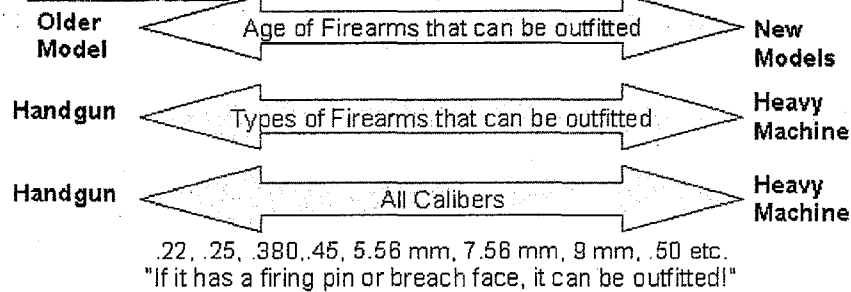 Older Model
Age of Firearms that can be outfitted
New Models
Handgun
Types of Firearms that can be outfitted
Heavy Machine
Handgun
All Calibers
Heavy Machine
.22, .25, .380,.45, 5.56 mm, 7.56 mm, 9 mm, .50 etc.
"If it has a firing pin or breach face, it can be outfitted!"